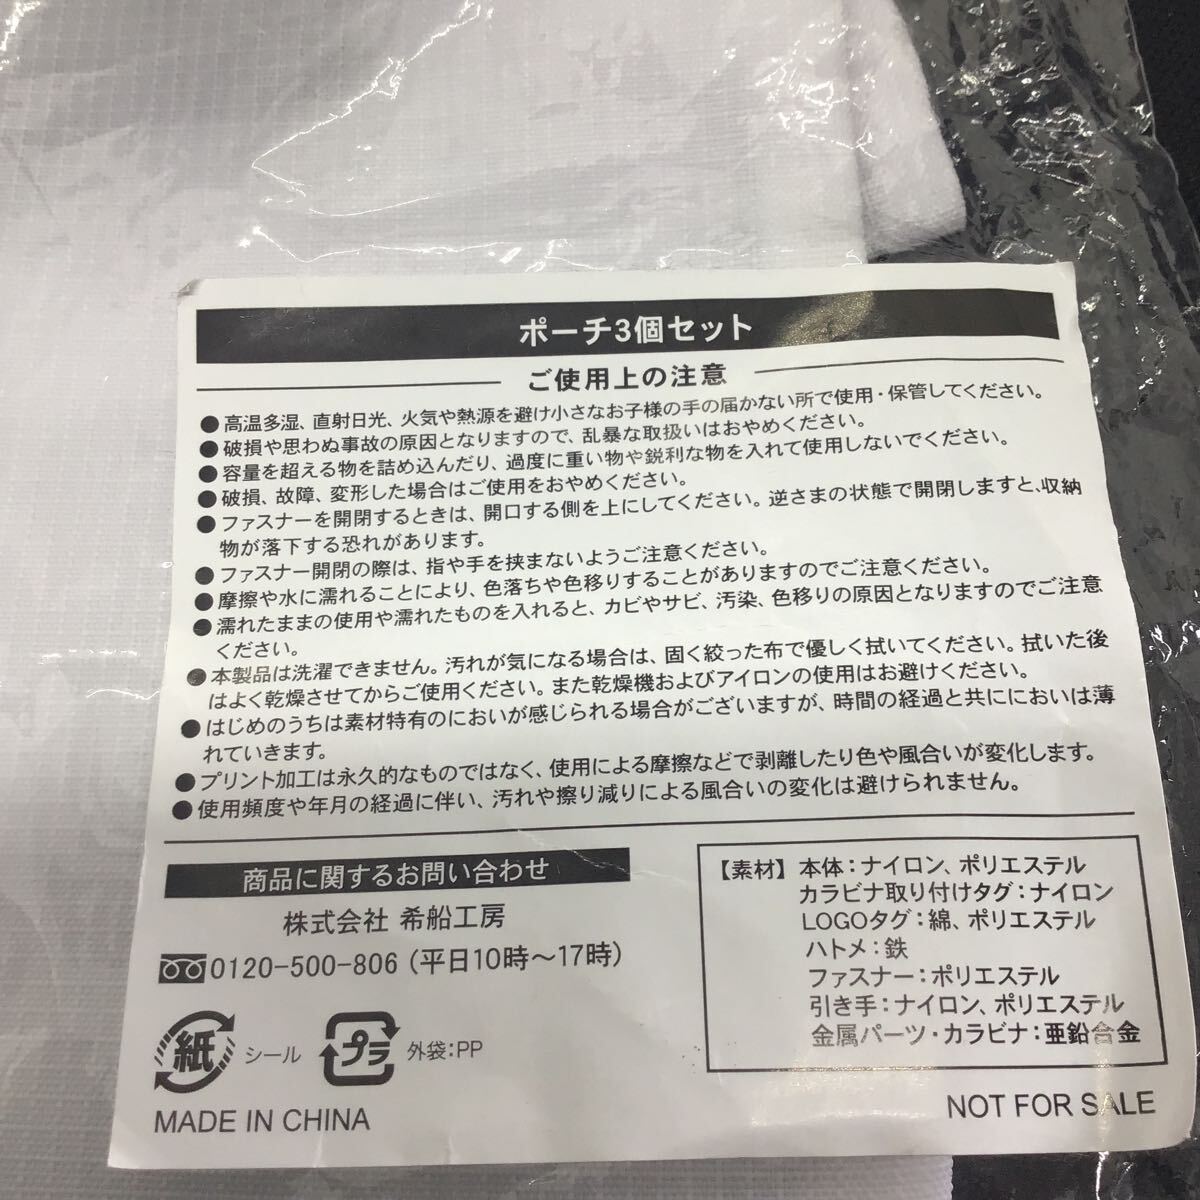 ポーチ3個セット
ご使用上の注意
●高温多湿、直射日光、火気や熱源を避け小さなお子様の手の届かない所で使用・保管してください。
●破損や思わぬ事故の原因となりますので、乱暴な取扱いはおやめください。
●容量を超える物を詰め込んだり、過度に重い物や鋭利な物を入れて使用しないでください。
●破損、故障、変形した場合はご使用をおやめください。
●ファスナーを開閉するときは、開口する側を上にしてください。逆さまの状態で開閉しますと、収納
物が落下する恐れがあります。
●ファスナー開閉の際は、指や手を挟まないようご注意ください。
●摩擦や水に濡れることにより、色落ちや色移りすることがありますのでご注意ください。
●濡れたままの使用や濡れたものを入れると、カビやサビ、汚染、色移りの原因となりますのでご注意
ください。
●本製品は洗濯できません。汚れが気になる場合は、固く絞った布で優しく拭いてください。拭いた後
はよく乾燥させてからご使用ください。また乾燥機およびアイロンの使用はお避けください。
●はじめのうちは素材特有のにおいが感じられる場合がございますが、時間の経過と共ににおいは薄
れていきます。
●プリント加工は永久的なものではなく、使用による摩擦などで剥離したり色や風合いが変化します。
●使用頻度や年月の経過に伴い、汚れや擦り減りによる風合いの変化は避けられません。
商品に関するお問い合わせ
株式会社 希船工房
0120-500-806（平日10時～17時）
紙 シール
プラ 外袋：PP
MADE IN CHINA
【素材】本体：ナイロン、ポリエステル
カラビナ取り付けタグ：ナイロン
LOGOタグ：綿、ポリエステル
ハトメ：鉄
ファスナー：ポリエステル
引き手：ナイロン、ポリエステル
金属パーツ・カラビナ：亜鉛合金
NOT FOR SALE